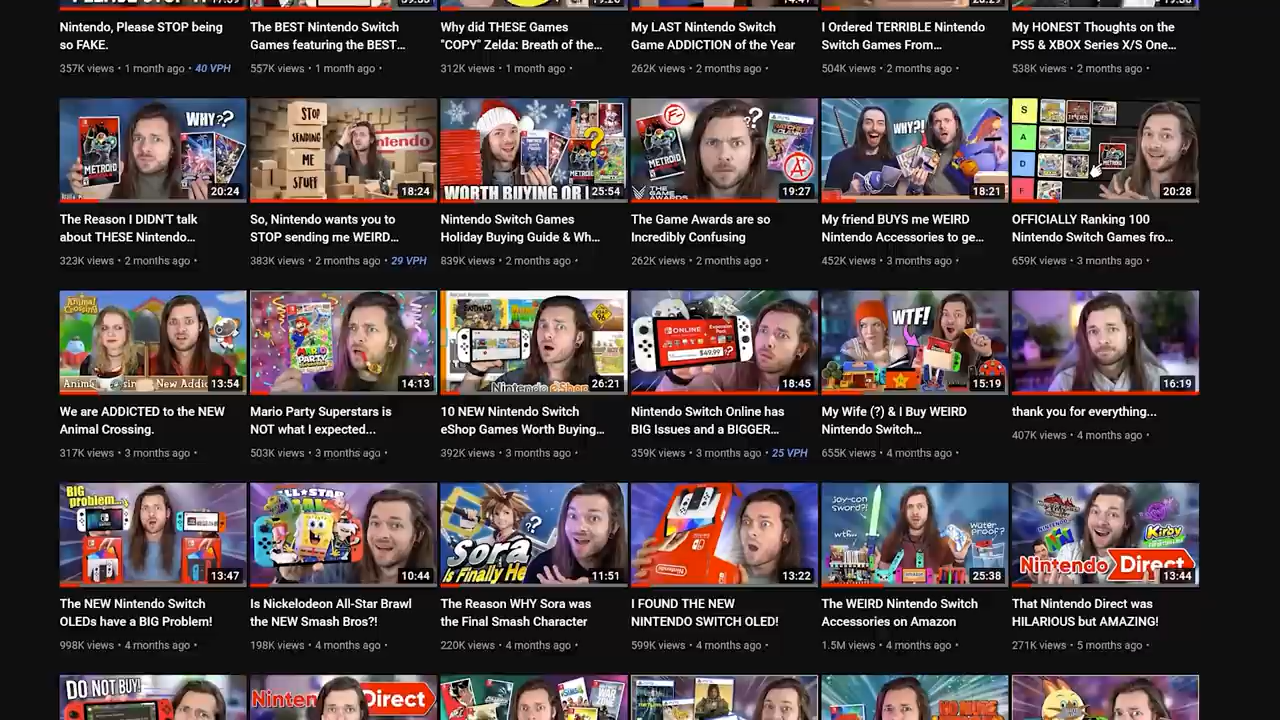 Nintendo, Please STOP being
so FAKE.
357K views • 1 month ago • 40 VPH
The BEST Nintendo Switch
Games featuring the BEST...
557K views • 1 month ago •
Why did THESE Games
"COPY" Zelda: Breath of the...
312K views • 1 month ago •
My LAST Nintendo Switch
Game ADDICTION of the Year
262K views • 2 months ago •
I Ordered TERRIBLE Nintendo
Switch Games From...
504K views • 2 months ago •
My HONEST Thoughts on the
PS5 & XBOX Series X/S One...
538K views • 2 months ago •
WHY??
METROID
20:24
The Reason I DIDN'T talk
about THESE Nintendo...
323K views • 2 months ago •
STOP
SENDING
ME
STUFF
nintendo
18:24
So, Nintendo wants you to
STOP sending me WEIRD...
383K views • 2 months ago • 29 VPH
WORTH BUYING OR
25:54
Nintendo Switch Games
Holiday Buying Guide & Wh...
839K views • 2 months ago •
F-
?
METROID
THE
GAME
AWARDS
A+
19:27
The Game Awards are so
Incredibly Confusing
262K views • 2 months ago •
WHY?!
18:21
My friend BUYS me WEIRD
Nintendo Accessories to ge...
452K views • 3 months ago •
S
A
D
F
METROID
20:28
OFFICIALLY Ranking 100
Nintendo Switch Games fro...
659K views • 3 months ago •
Animal
Crossing
13:54
We are ADDICTED to the NEW
Animal Crossing.
317K views • 3 months ago •
MARIO
PARTY
14:13
Mario Party Superstars is
NOT what I expected...
503K views • 3 months ago •
26:21
10 NEW Nintendo Switch
eShop Games Worth Buying...
392K views • 3 months ago •
ONLINE
$49.99
?
18:45
Nintendo Switch Online has
BIG Issues and a BIGGER...
359K views • 3 months ago • 25 VPH
WTF!
15:19
My Wife (?) & I Buy WEIRD
Nintendo Switch...
655K views • 4 months ago •
16:19
thank you for everything...
407K views • 4 months ago •
BIG
problem...
13:47
The NEW Nintendo Switch
OLEDs have a BIG Problem!
998K views • 4 months ago •
ALL-STAR
10:44
Is Nickelodeon All-Star Brawl
the NEW Smash Bros?!
198K views • 4 months ago •
??
Sora
Is Finally He
11:51
The Reason WHY Sora was
the Final Smash Character
220K views • 4 months ago •
Nintendo
13:22
I FOUND THE NEW
NINTENDO SWITCH OLED!
599K views • 4 months ago •
joy-con
sword?!
wth..
water
proof?
25:38
The WEIRD Nintendo Switch
Accessories on Amazon
1.5M views • 4 months ago •
Kirby
Nintendo Direct
13:44
That Nintendo Direct was
HILARIOUS but AMAZING!
271K views • 5 months ago •
DO NOT BUY!
Ninten Direct